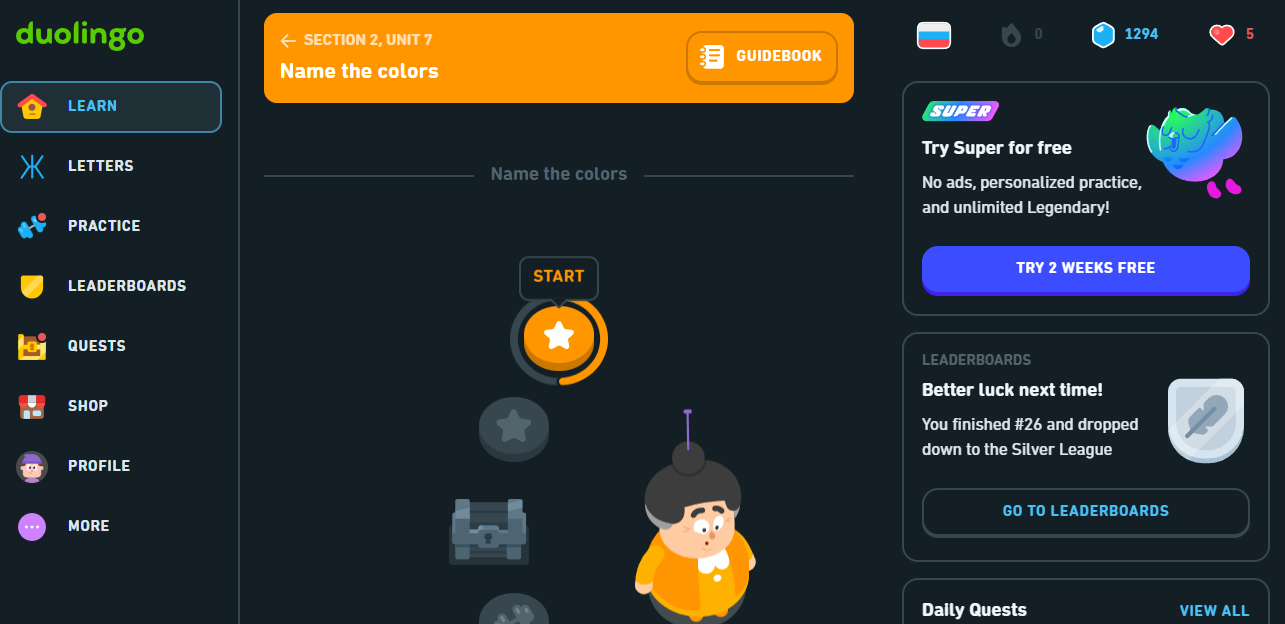 duolingo
LEARN
LETTERS
PRACTICE
LEADERBOARDS
QUESTS
SHOP
PROFILE
MORE
SECTION 2, UNIT 7
Name the colors
GUIDEBOOK
Name the colors
START
0
1294
5
SUPER
Try Super for free
No ads, personalized practice,
and unlimited Legendary!
TRY 2 WEEKS FREE
LEADERBOARDS
Better luck next time!
You finished #26 and dropped
down to the Silver League
GO TO LEADERBOARDS
Daily Quests
VIEW ALL